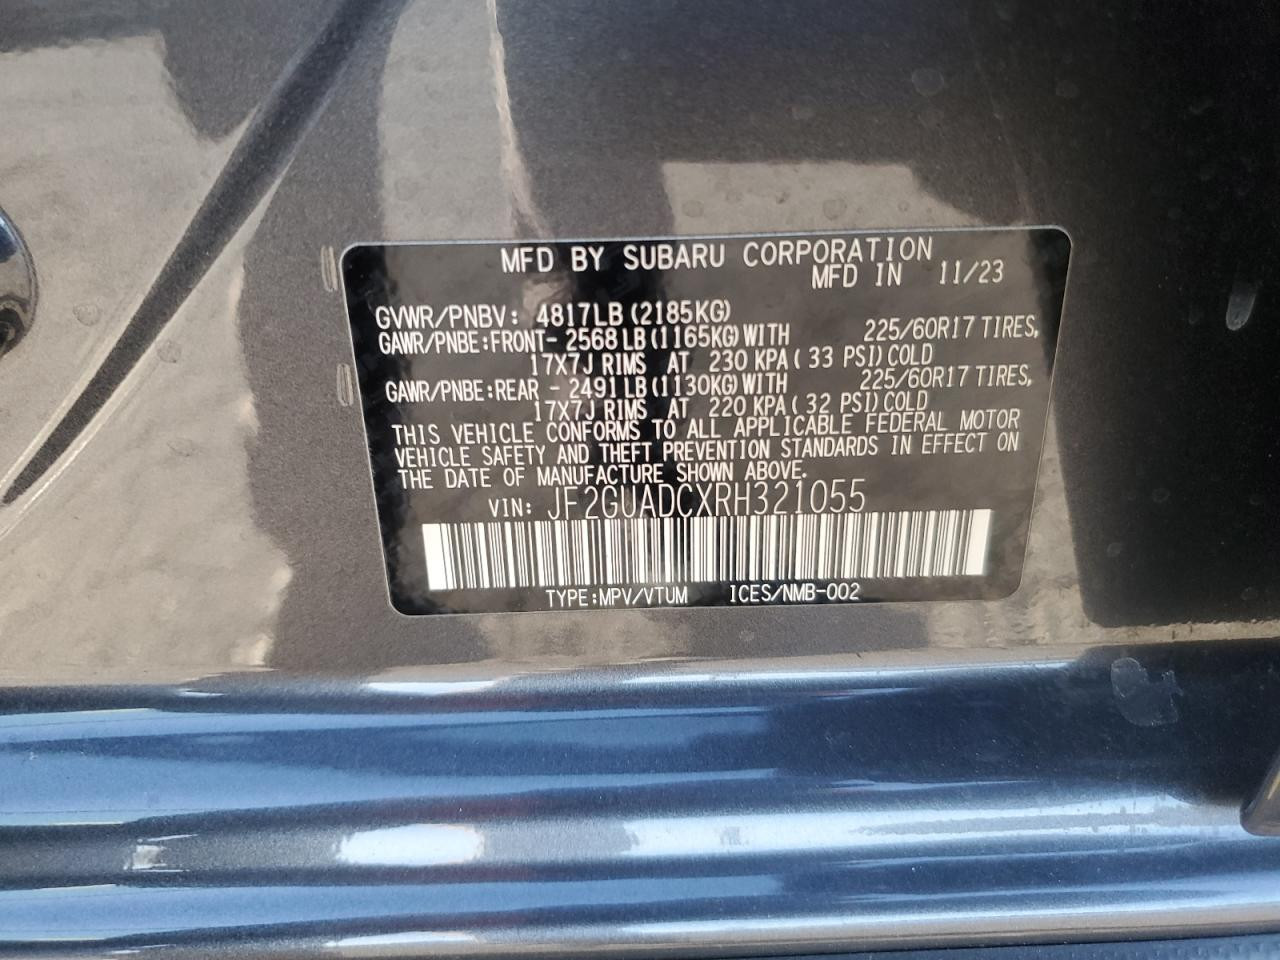 MFD BY SUBARU CORPORATION
MFD IN 11/23
GVWR/PNBV: 4817LB (2185KG)
GAWR/PNBE:FRONT- 2568 LB (1165KG) WITH 225/60R17 TIRES,
17X7J RIMS AT 230 KPA ( 33 PSI) COLD
GAWR/PNBE:REAR - 2491 LB (1130KG) WITH 225/60R17 TIRES,
17X7J RIMS AT 220 KPA ( 32 PSI) COLD
THIS VEHICLE CONFORMS TO ALL APPLICABLE FEDERAL MOTOR
VEHICLE SAFETY AND THEFT PREVENTION STANDARDS IN EFFECT ON
THE DATE OF MANUFACTURE SHOWN ABOVE.
VIN: JF2GUADCXRH321055
TYPE:MPV/VTUM ICES/NMB-002